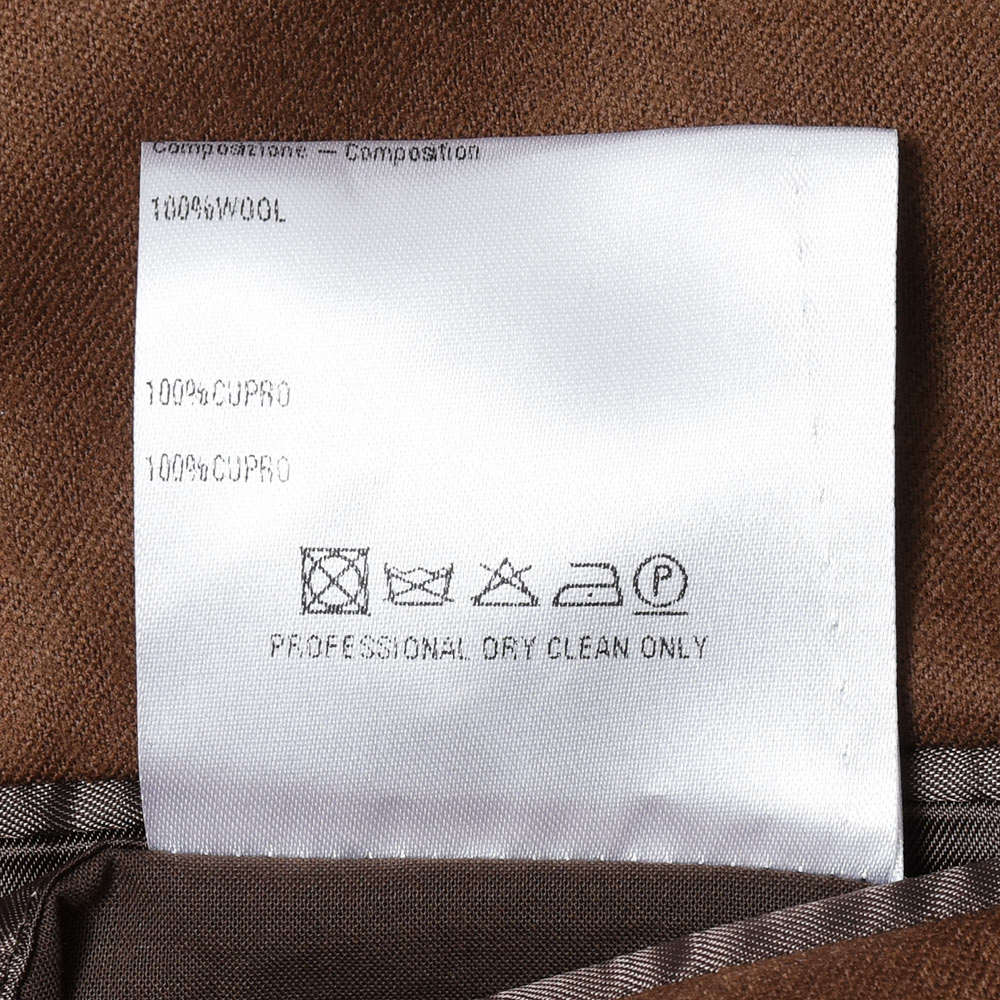 Composizione – Composition
100%WOOL
100%CUPRO
100%CUPRO
P
PROFESSIONAL DRY CLEAN ONLY